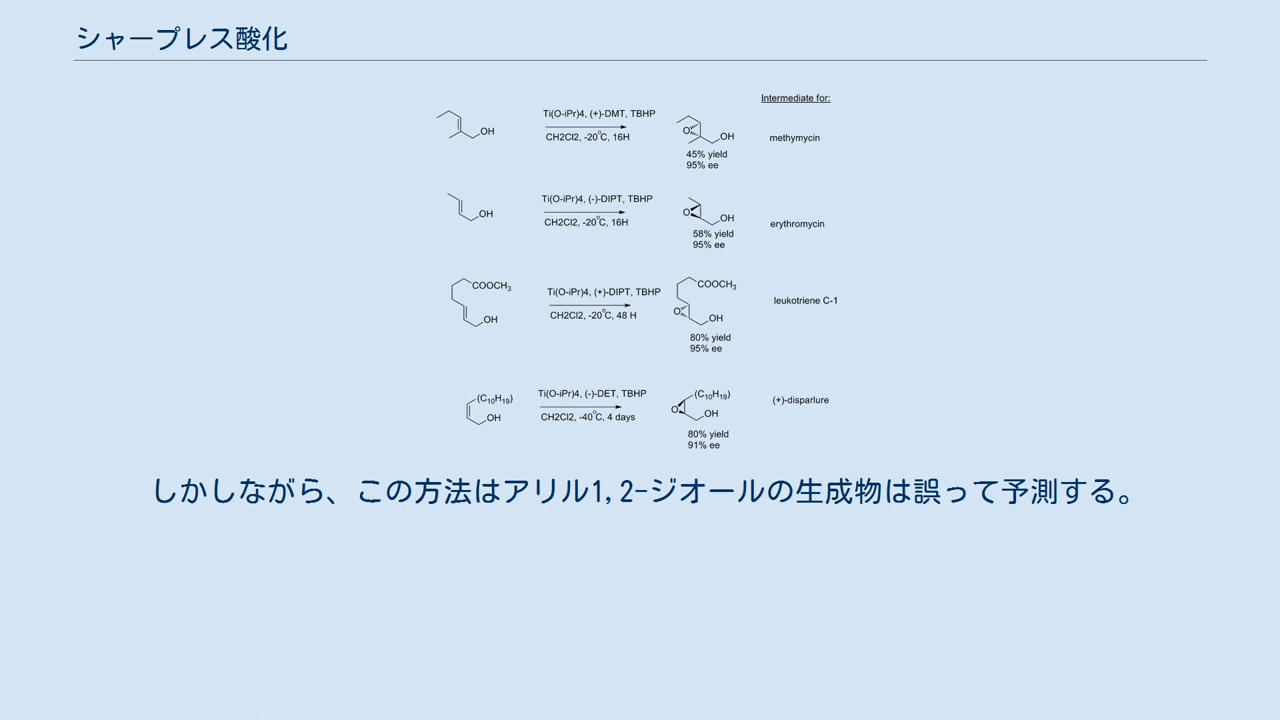 シャープレス酸化
Intermediate for:
OH
Ti(O-iPr)4, (+)-DMT, TBHP
CH2Cl2, -20°C, 16H
O
OH
45% yield
95% ee
methymycin
OH
Ti(O-iPr)4, (-)-DIPT, TBHP
CH2Cl2, -20°C, 16H
O
OH
58% yield
95% ee
erythromycin
COOCH3
OH
Ti(O-iPr)4, (+)-DIPT, TBHP
CH2Cl2, -20°C, 48 H
COOCH3
O
OH
80% yield
95% ee
leukotriene C-1
(C10H19)
OH
Ti(O-iPr)4, (-)-DET, TBHP
CH2Cl2, -40°C, 4 days
(C10H19)
O
OH
80% yield
91% ee
(+)-disparlure
しかしながら、この方法はアリル1,2-ジオールの生成物は誤って予測する。